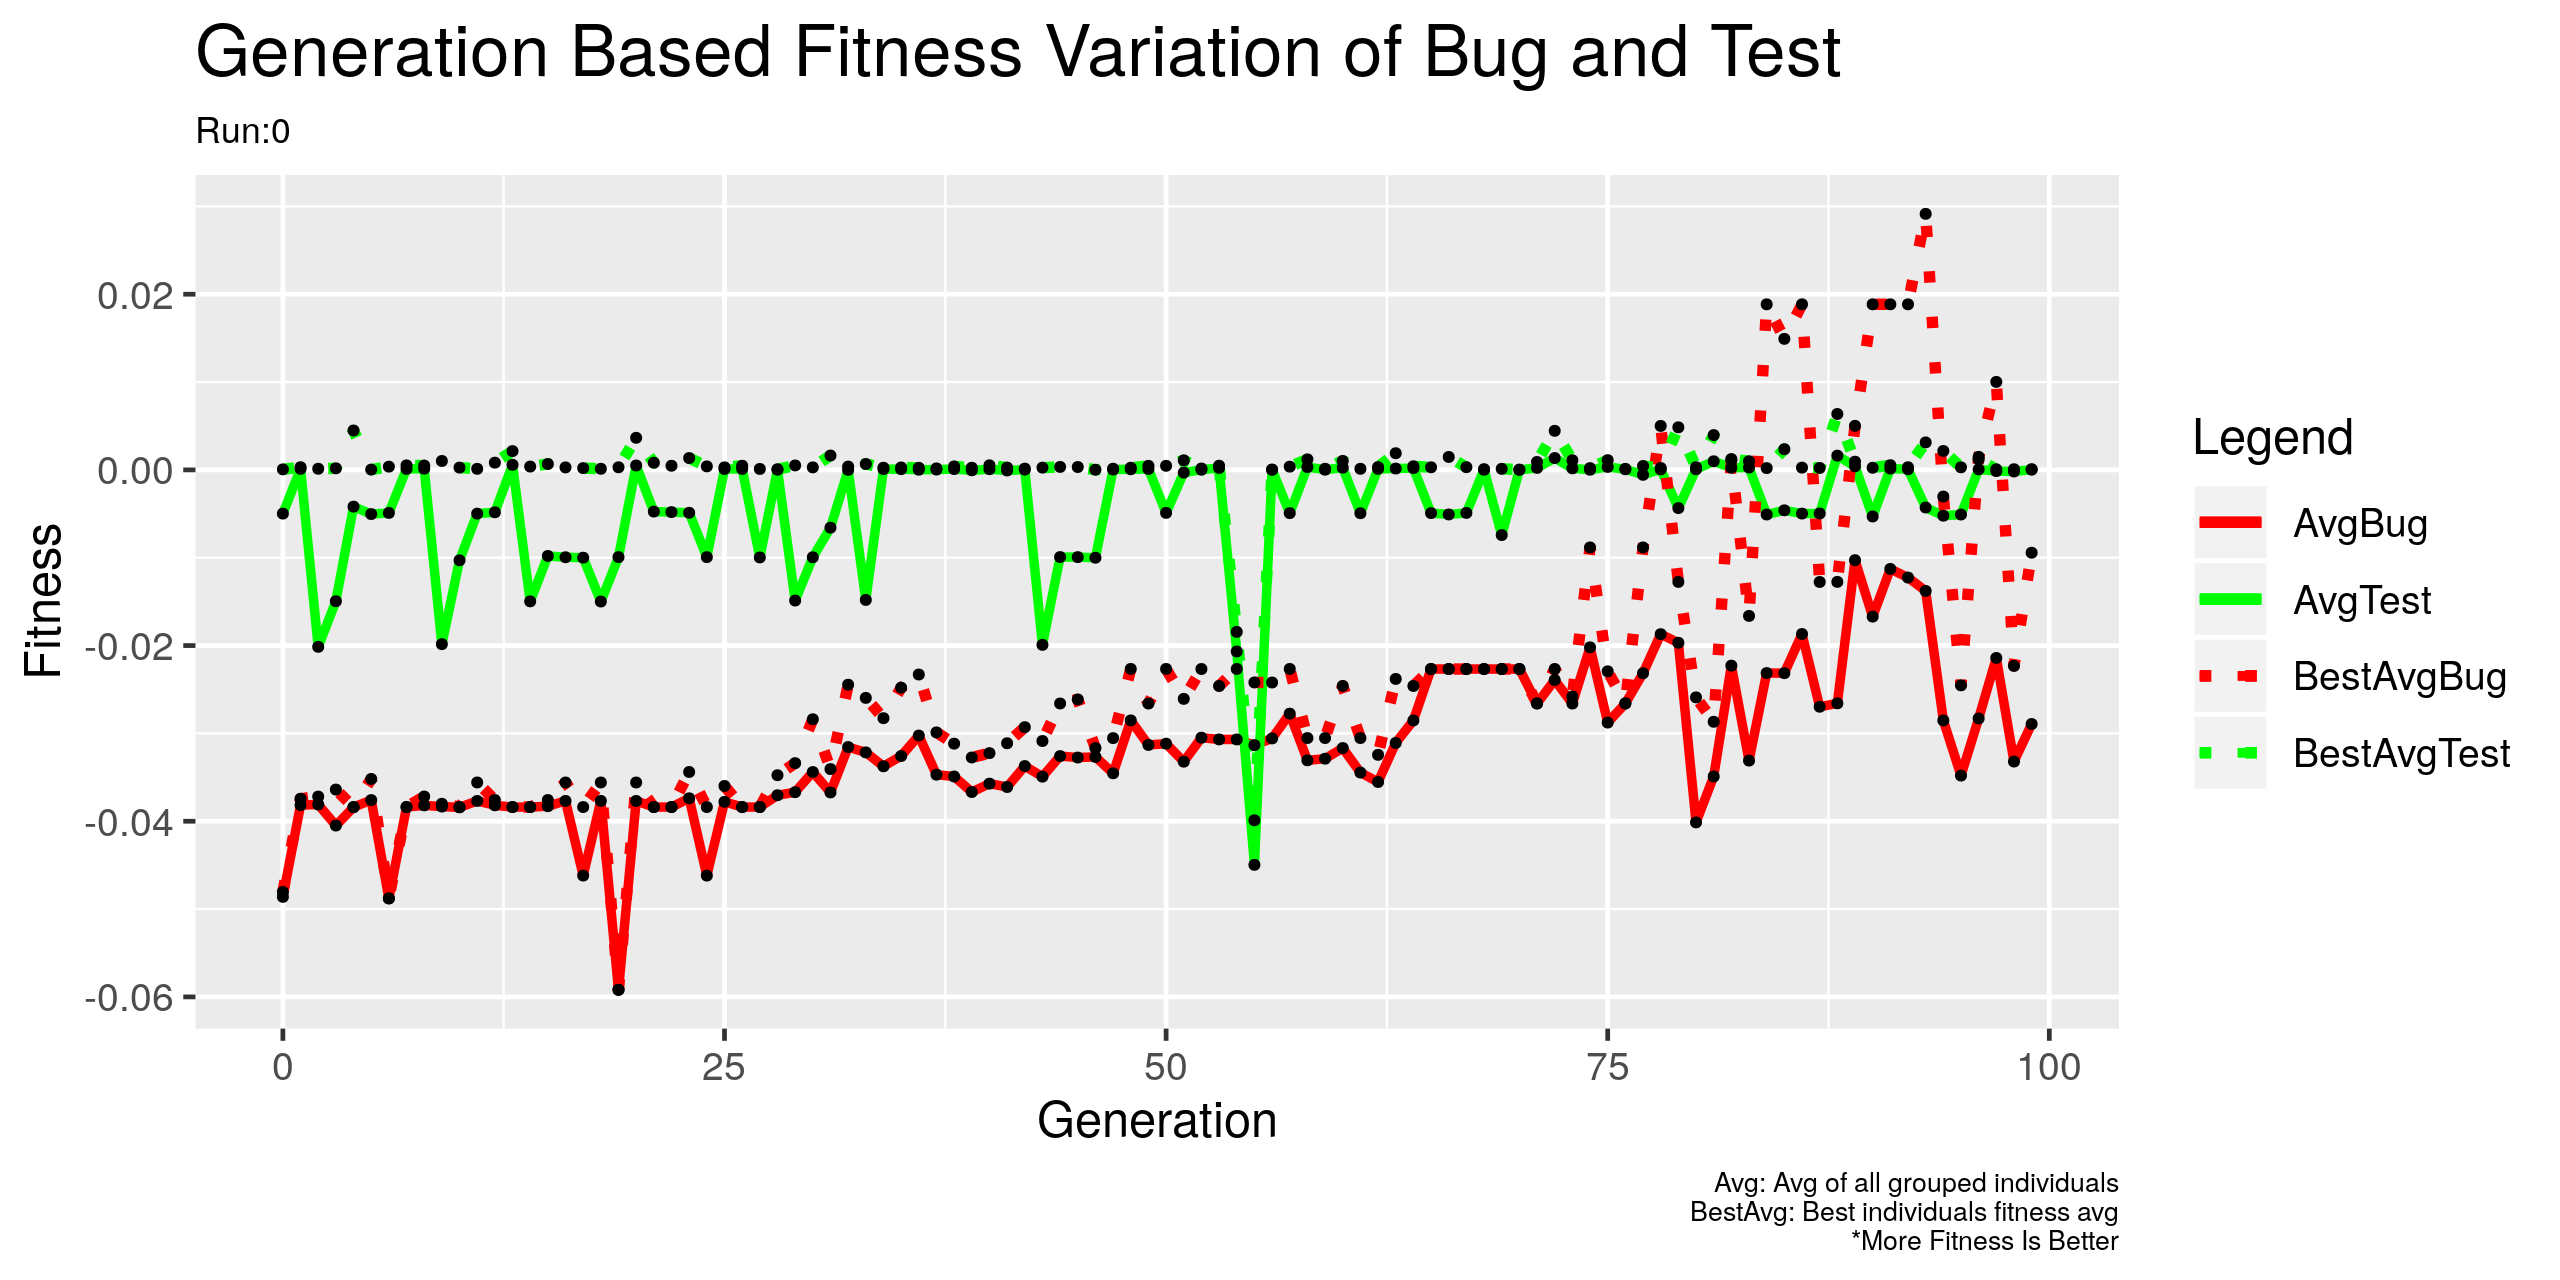 Generation Based Fitness Variation of Bug and Test
Run:0
Fitness
0.02
0.00
-0.02
-0.04
-0.06
0
25
50
75
100
Generation
Legend
AvgBug
AvgTest
BestAvgBug
BestAvgTest
Avg: Avg of all grouped individuals
BestAvg: Best individuals fitness avg
*More Fitness Is Better